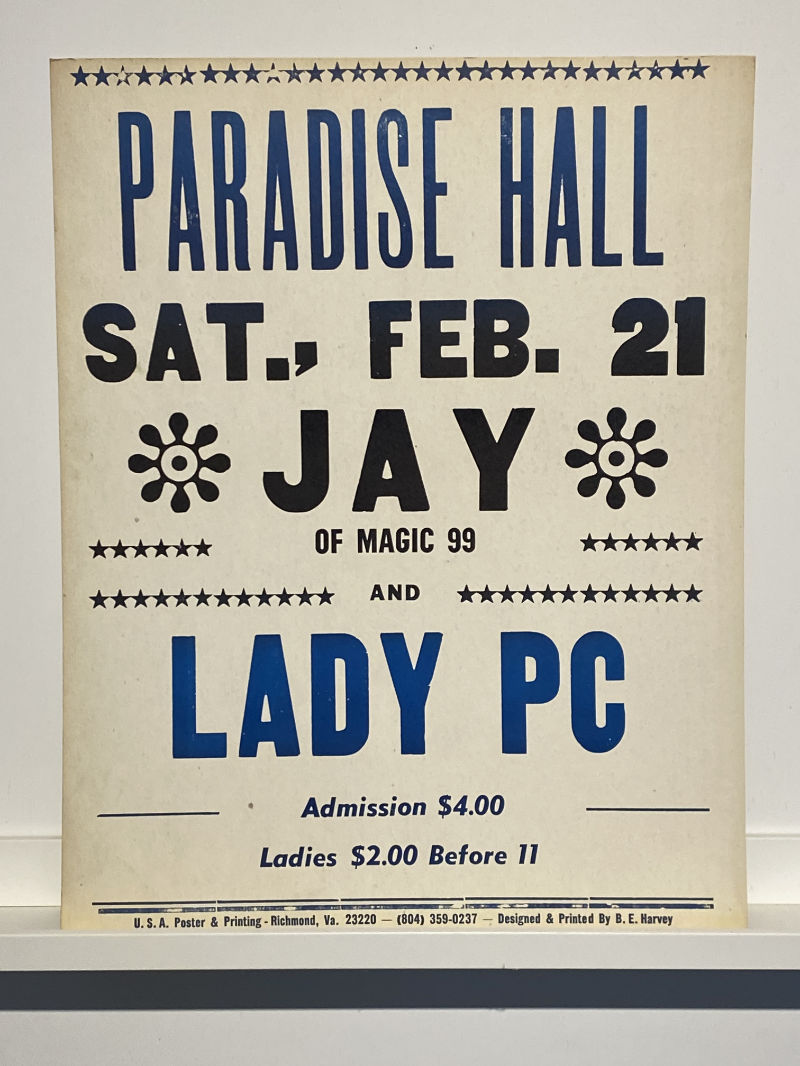 PARADISE HALL
SAT., FEB. 21
JAY
OF MAGIC 99
AND
LADY PC
Admission $4.00
Ladies $2.00 Before 11
U. S. A. Poster & Printing - Richmond, Va. 23220 — (804) 359-0237 — Designed & Printed By B. E. Harvey